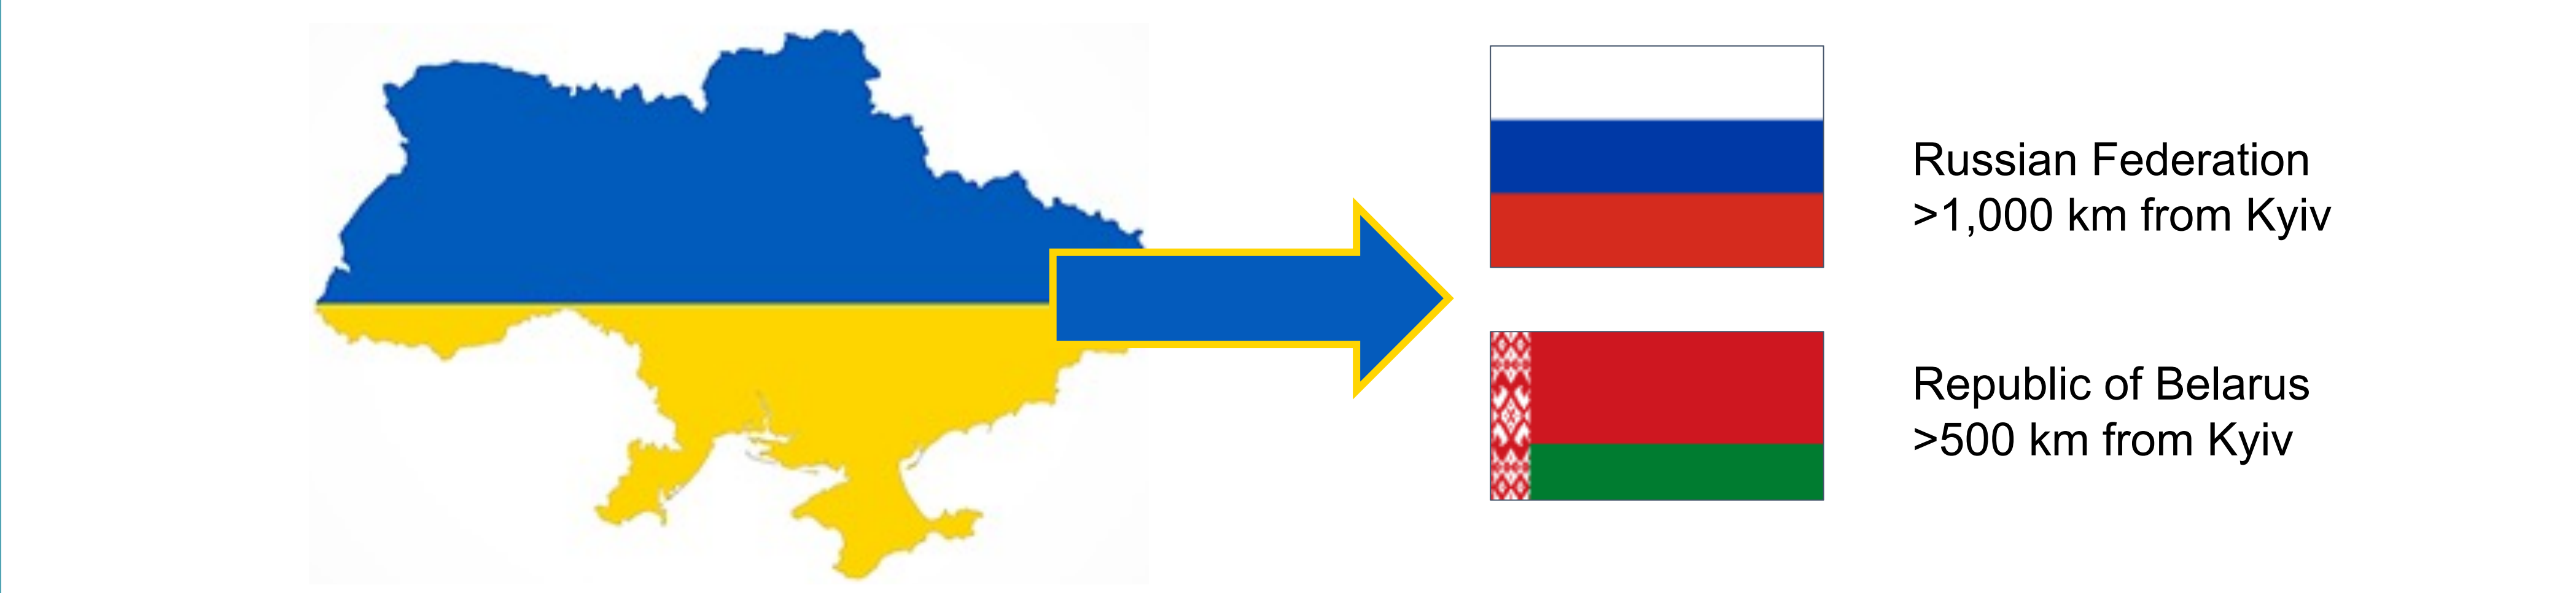 Russian Federation
>1,000 km from Kyiv
Republic of Belarus
>500 km from Kyiv